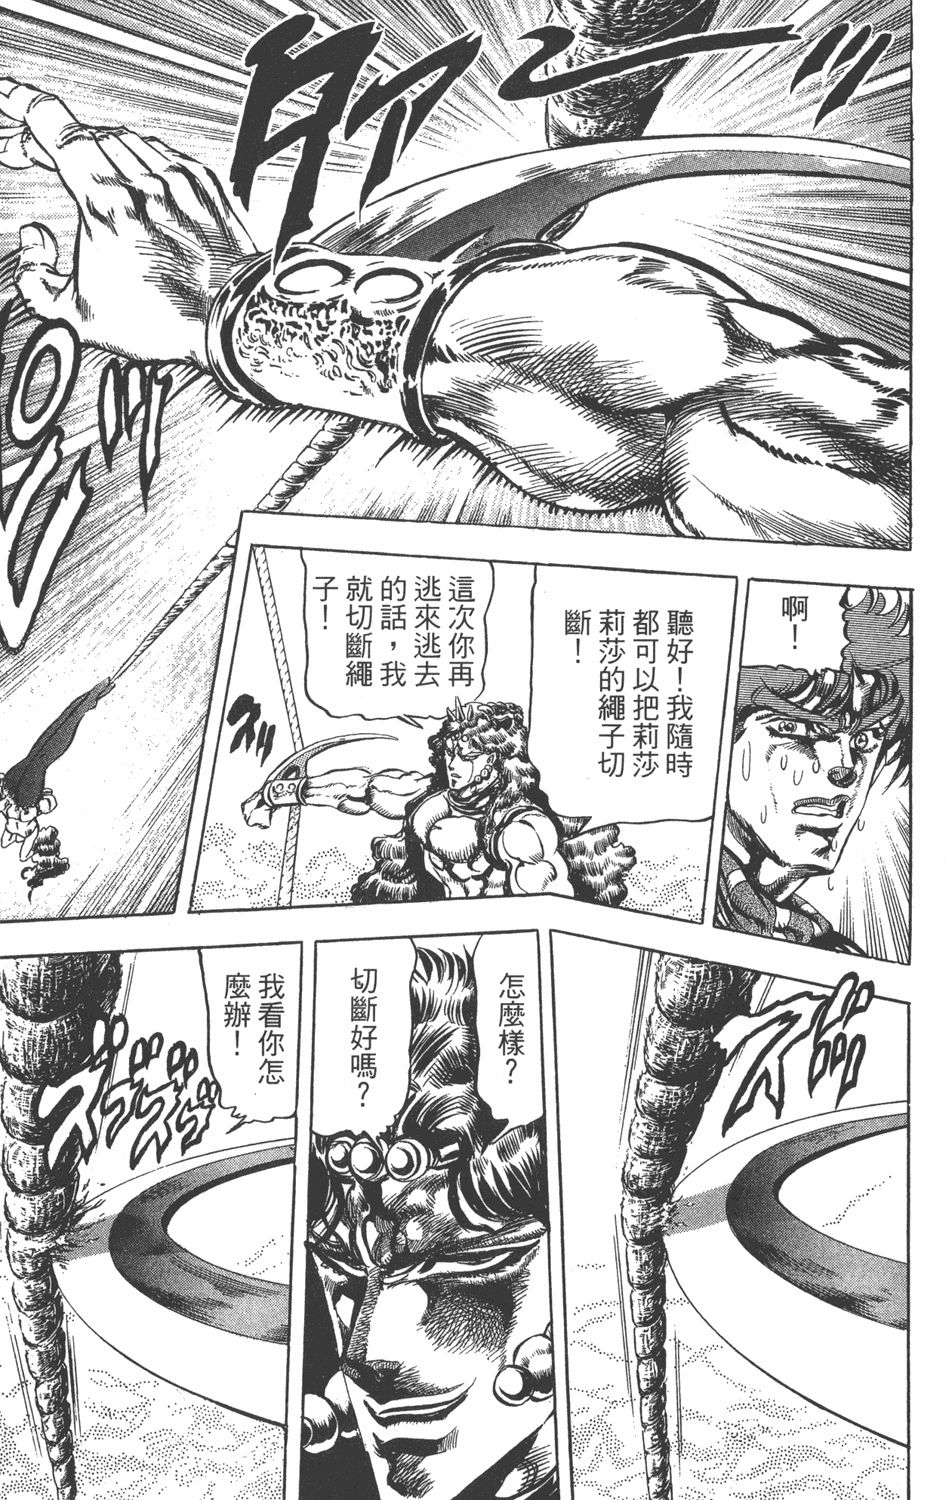 啊！
聽好！我隨時
都可以把莉莎
莉莎的繩子切
斷！
這次你再
逃來逃去
的話，我
就切斷繩
子！
ズッ
怎麼樣？
切斷好嗎？
我看你怎
麼辦！